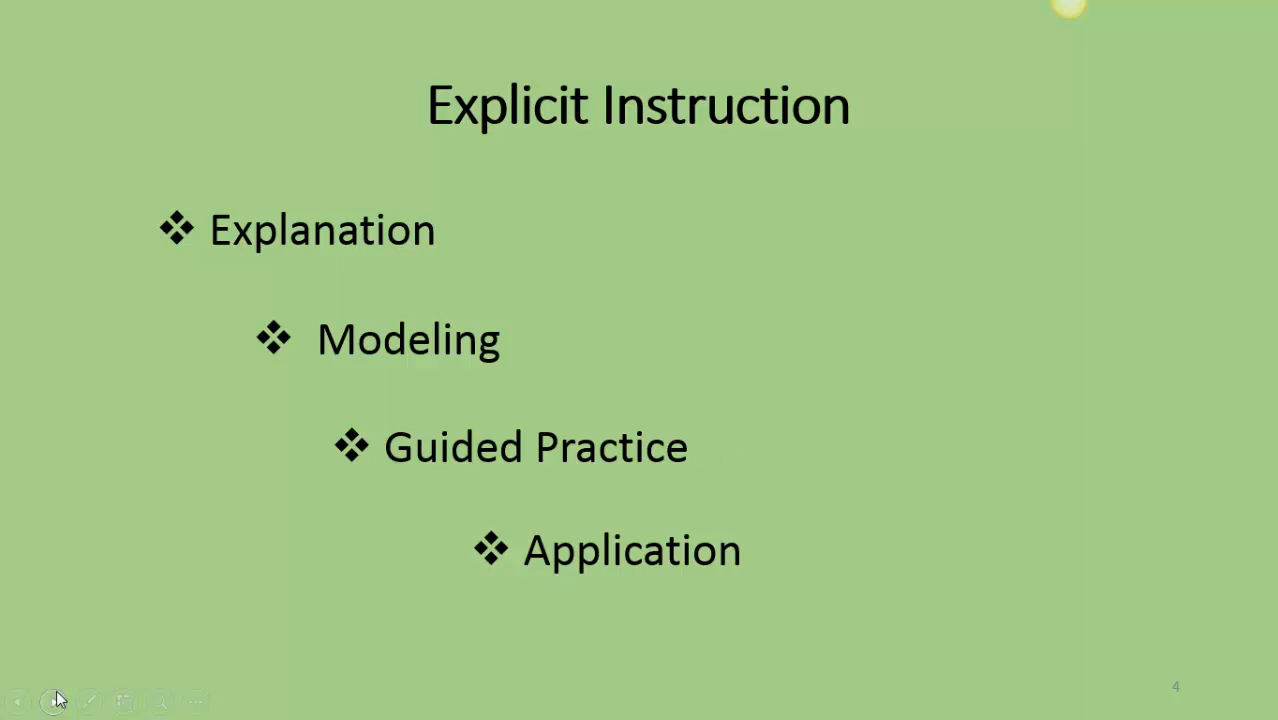 Explicit Instruction
❖ Explanation
❖ Modeling
❖ Guided Practice
❖ Application
4